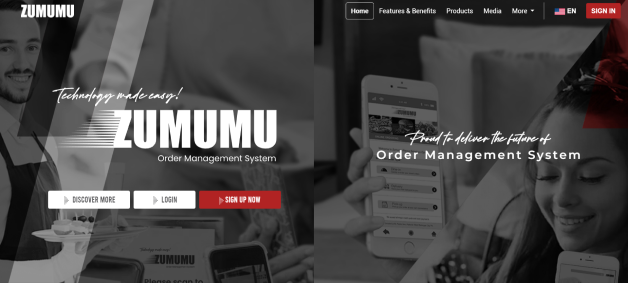 ZUMUMU
Home Features & Benefits Products Media More EN SIGN IN
Technology made easy!
ZUMUMU
Order Management System
DISCOVER MORE LOGIN SIGN UP NOW
Proud to deliver the future of
Order Management System
ZUMUMU
Please scan to